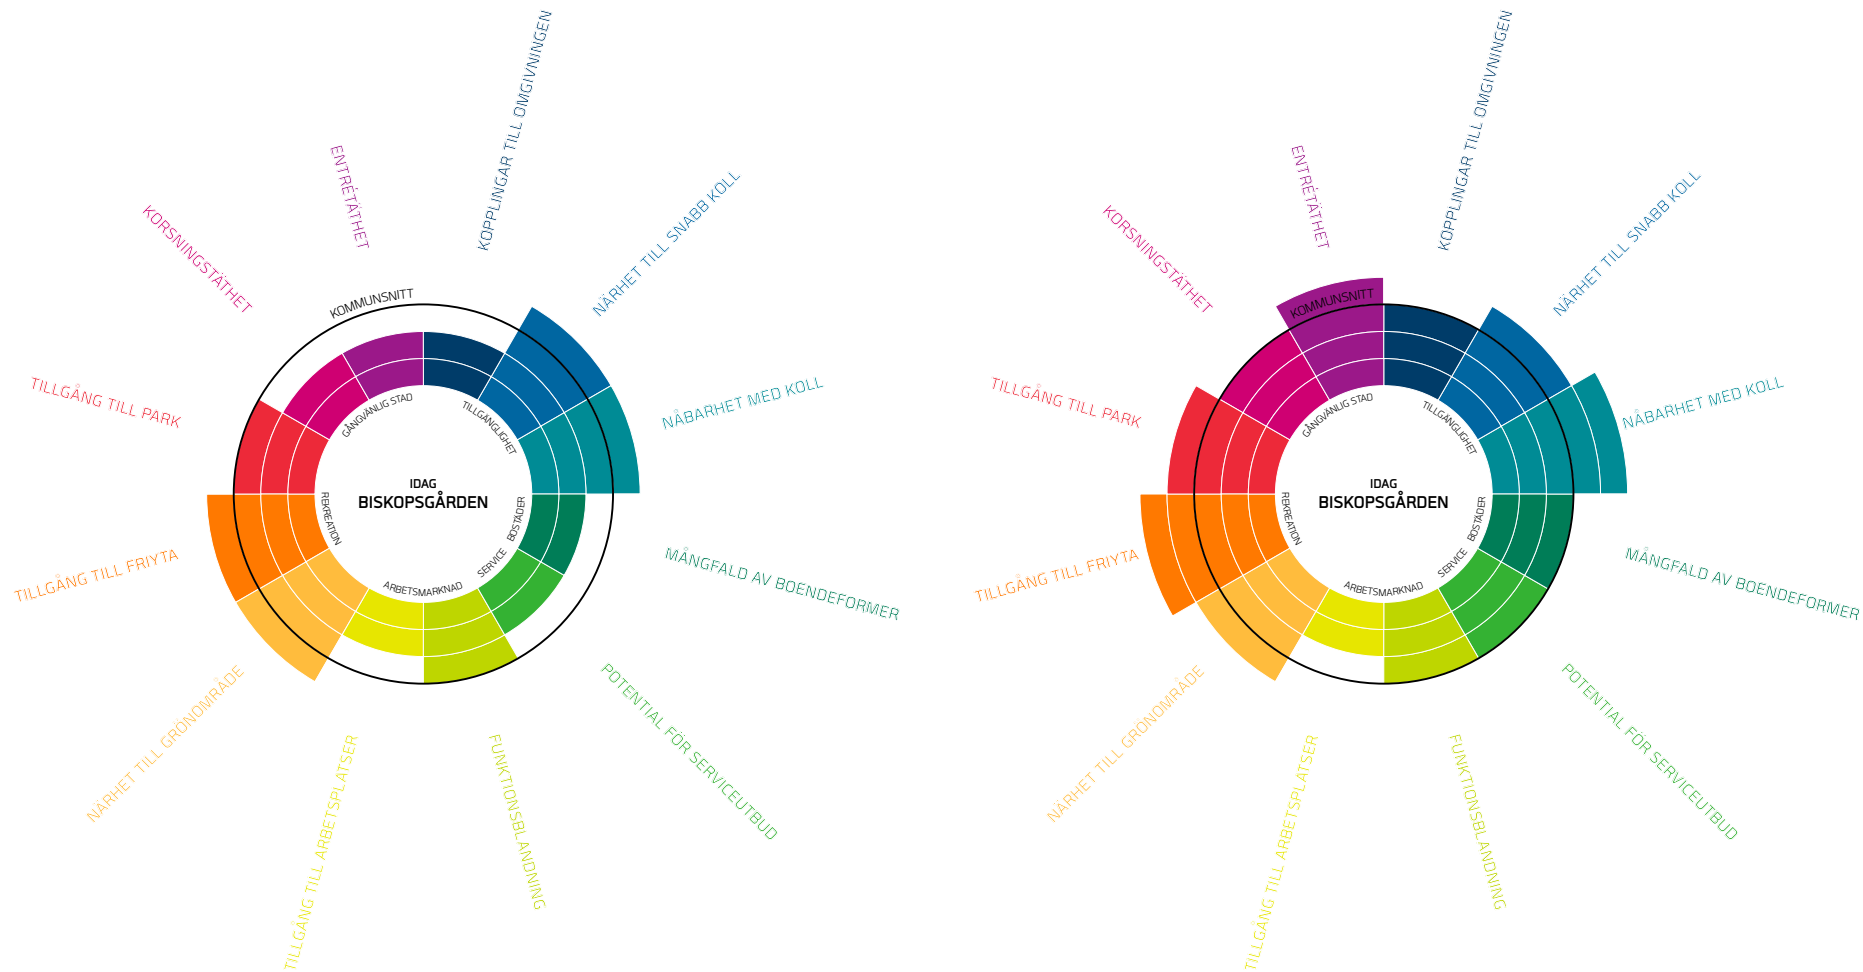 KOPPLINGAR TILL OMGIVNINGEN
NÄRHET TILL SNABB KOLL
NÅBARHET MED KOLL
MÅNGFALD AV BOENDEFORMER
POTENTIAL FÖR SERVICEUTBUD
FUNKTIONSBLANDNING
TILLGÅNG TILL ARBETSPLATSER
NÄRHET TILL GRÖNOMRÅDE
TILLGÅNG TILL FRIYTA
TILLGÅNG TILL PARK
KORSNINGSTÄTHET
ENTRÉTÄTHET
KOMMUNSNITT
GÅNGVÄNLIG STAD
TILLGÄNGLIGHET
BOSTÄDER
SERVICE
ARBETSMARKNAD
REKREATION
IDAG
BISKOPSGÅRDEN
KOPPLINGAR TILL OMGIVNINGEN
NÄRHET TILL SNABB KOLL
NÅBARHET MED KOLL
MÅNGFALD AV BOENDEFORMER
POTENTIAL FÖR SERVICEUTBUD
FUNKTIONSBLANDNING
TILLGÅNG TILL ARBETSPLATSER
NÄRHET TILL GRÖNOMRÅDE
TILLGÅNG TILL FRIYTA
TILLGÅNG TILL PARK
KORSNINGSTÄTHET
ENTRÉTÄTHET
KOMMUNSNITT
GÅNGVÄNLIG STAD
TILLGÄNGLIGHET
BOSTÄDER
SERVICE
ARBETSMARKNAD
REKREATION
IDAG
BISKOPSGÅRDEN